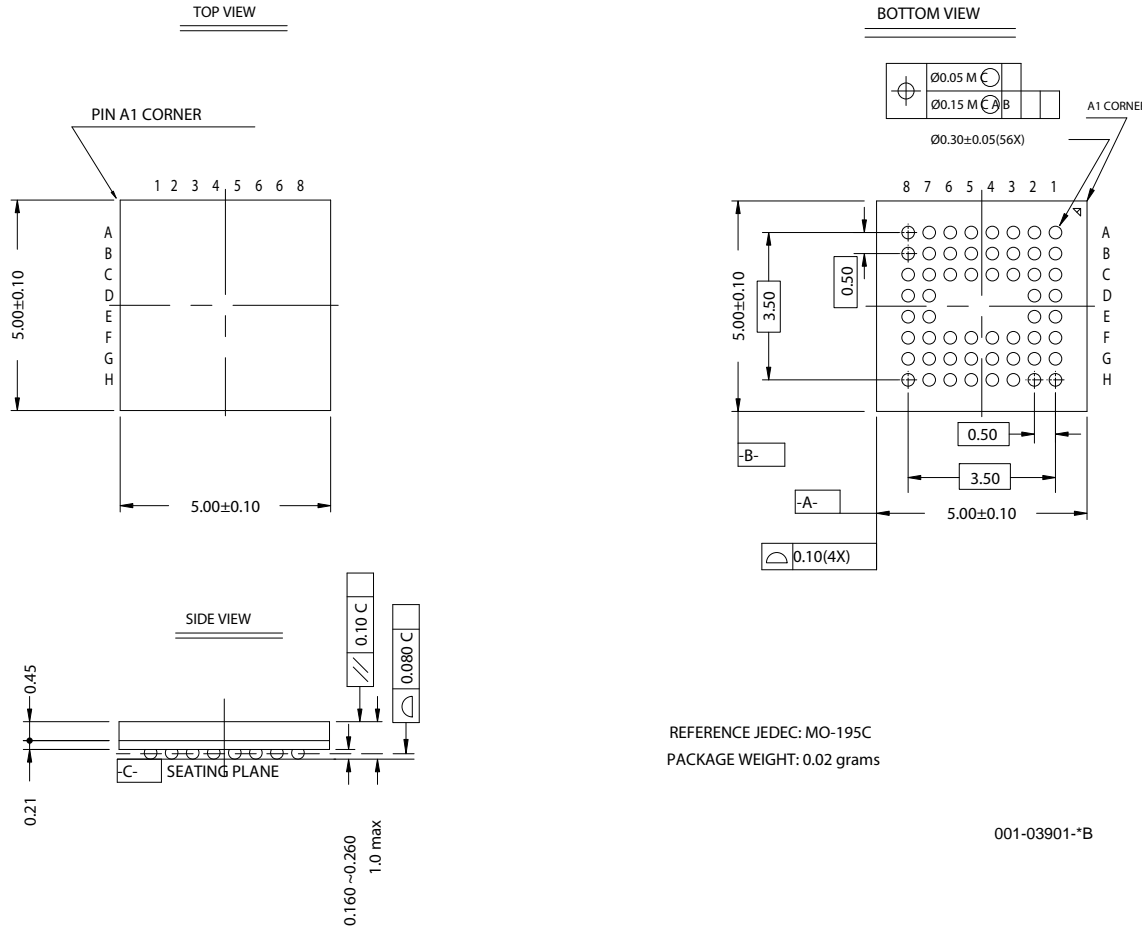 TOP VIEW
PIN A1 CORNER
1 2 3 4 5 6 6 8
A
B
C
D
E
F
G
H
5.00±0.10
5.00±0.10
BOTTOM VIEW
Ø0.05 M C
Ø0.15 M C A B
A1 CORNER
Ø0.30±0.05(56X)
8 7 6 5 4 3 2 1
A
B
C
D
E
F
G
H
5.00±0.10
3.50
0.50
0.50
3.50
5.00±0.10
-B-
-A-
0.10(4X)
SIDE VIEW
0.10 C
0.080 C
0.45
0.21
-C- SEATING PLANE
0.160 ~0.260
1.0 max
REFERENCE JEDEC: MO-195C
PACKAGE WEIGHT: 0.02 grams
001-03901-*B